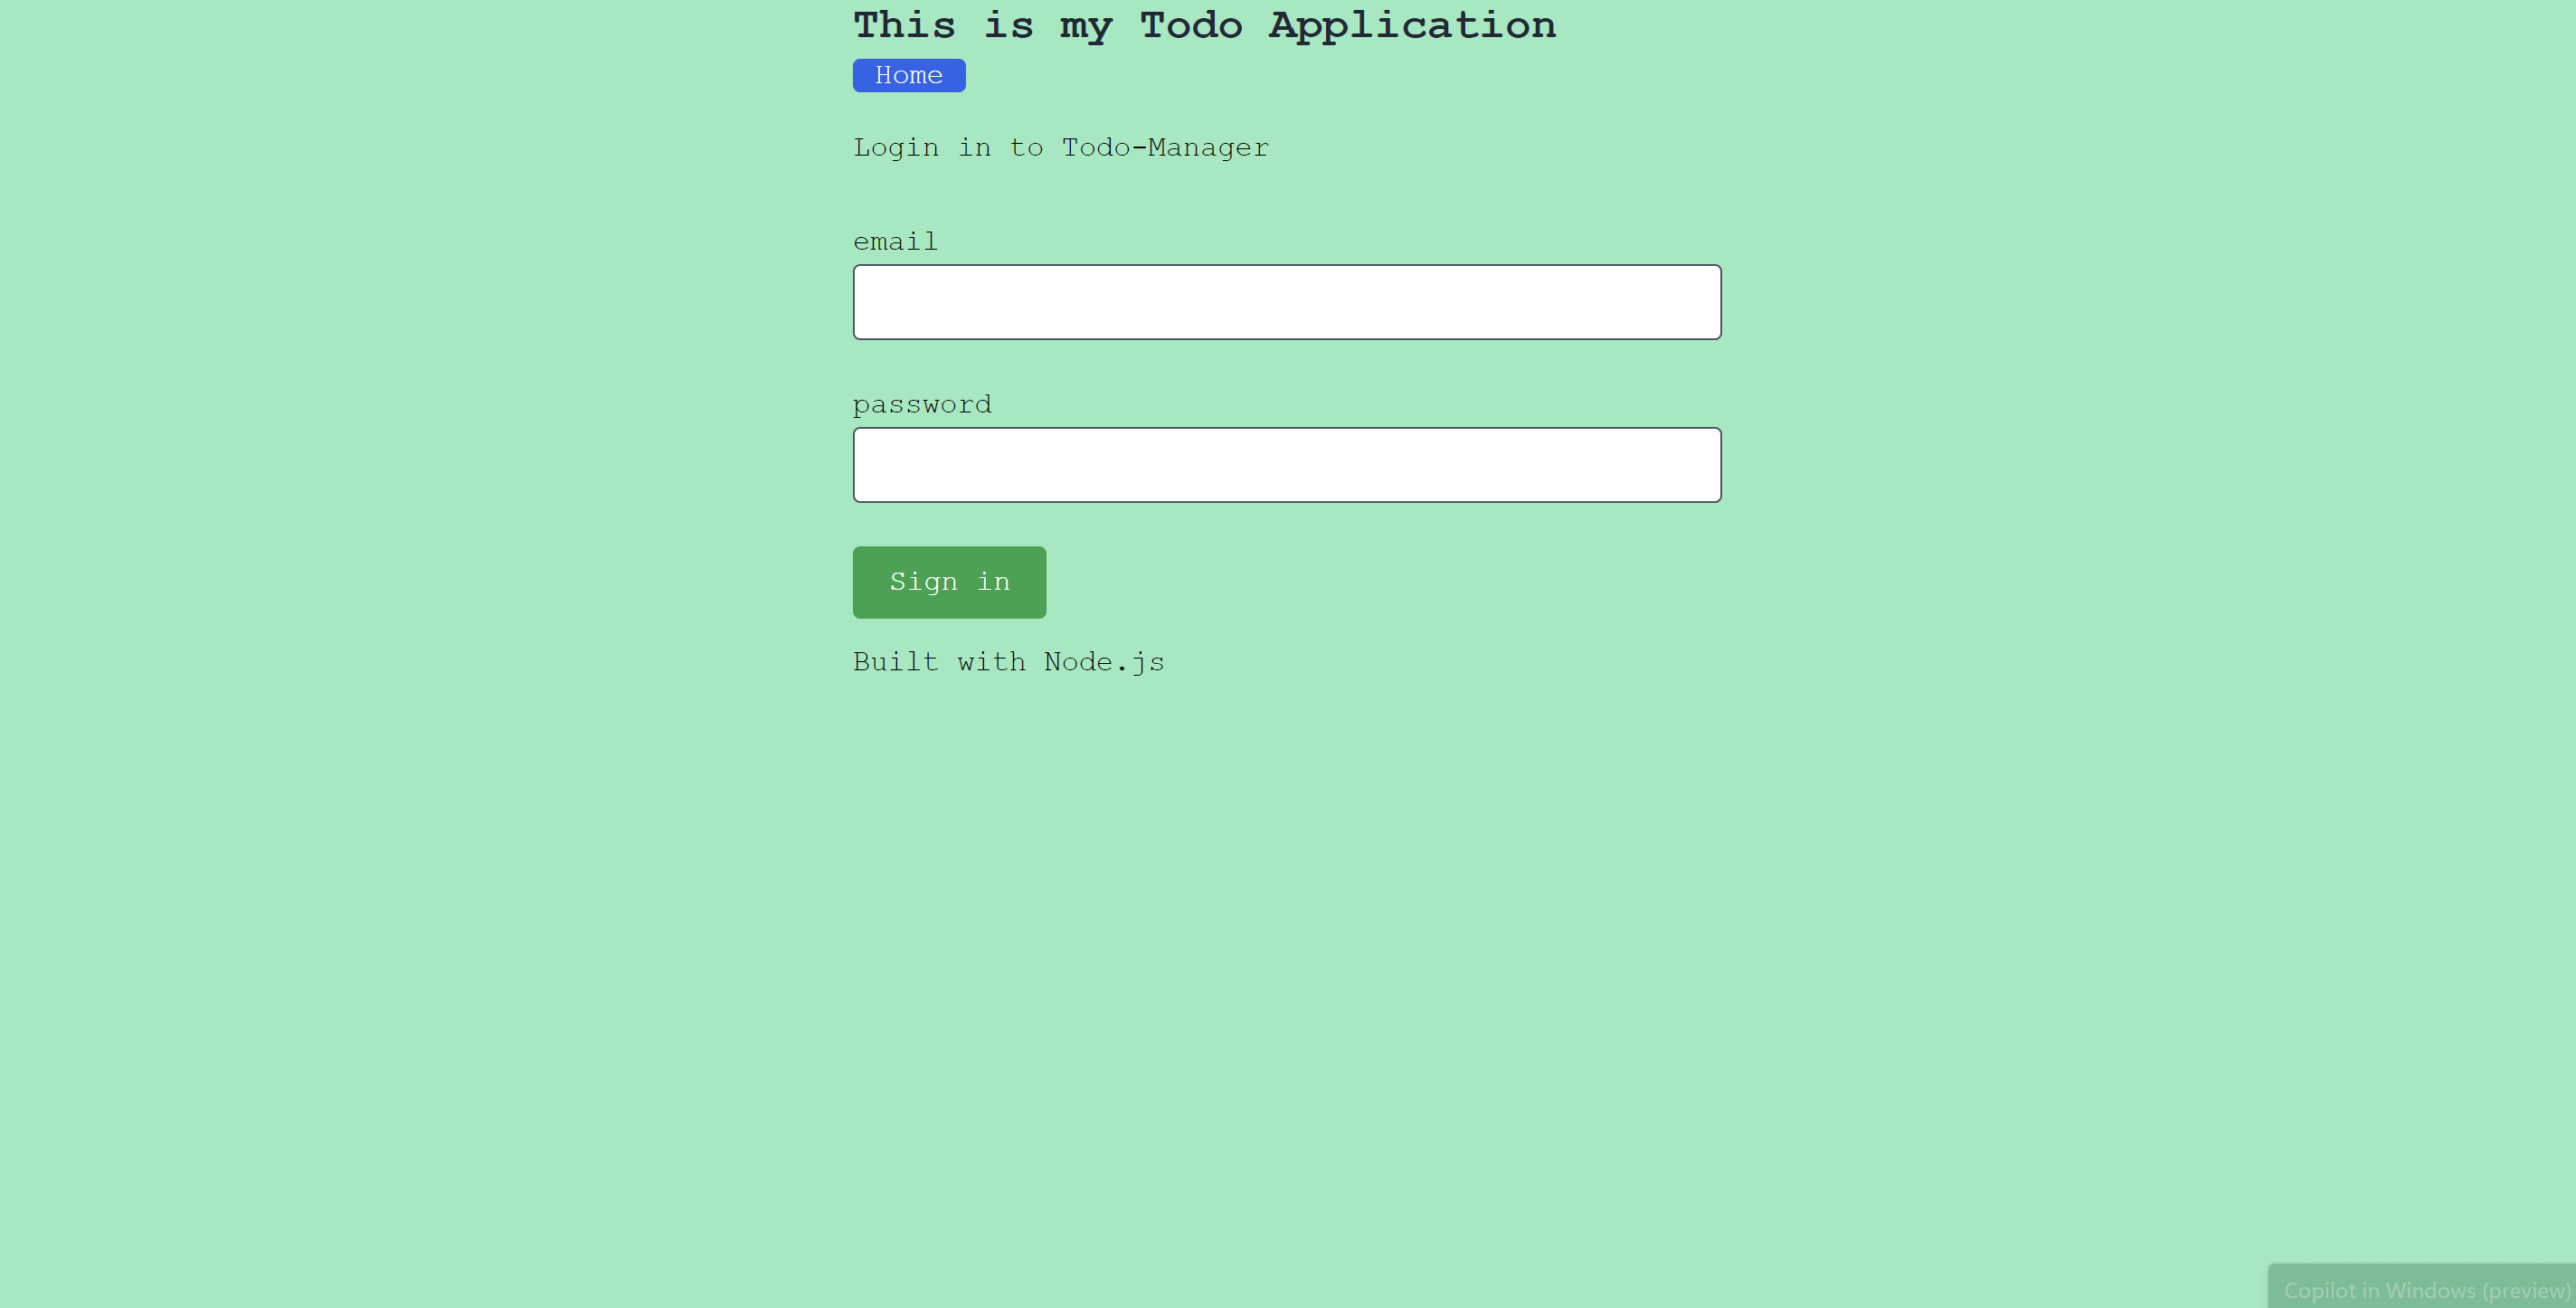 This is my Todo Application
Home
Login in to Todo-Manager
email
password
Sign in
Built with Node.js
Copilot in Windows (preview)